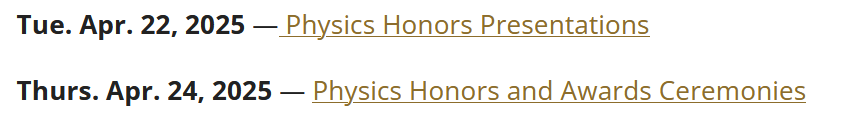 Tue. Apr. 22, 2025 — Physics Honors Presentations
Thurs. Apr. 24, 2025 — Physics Honors and Awards Ceremonies